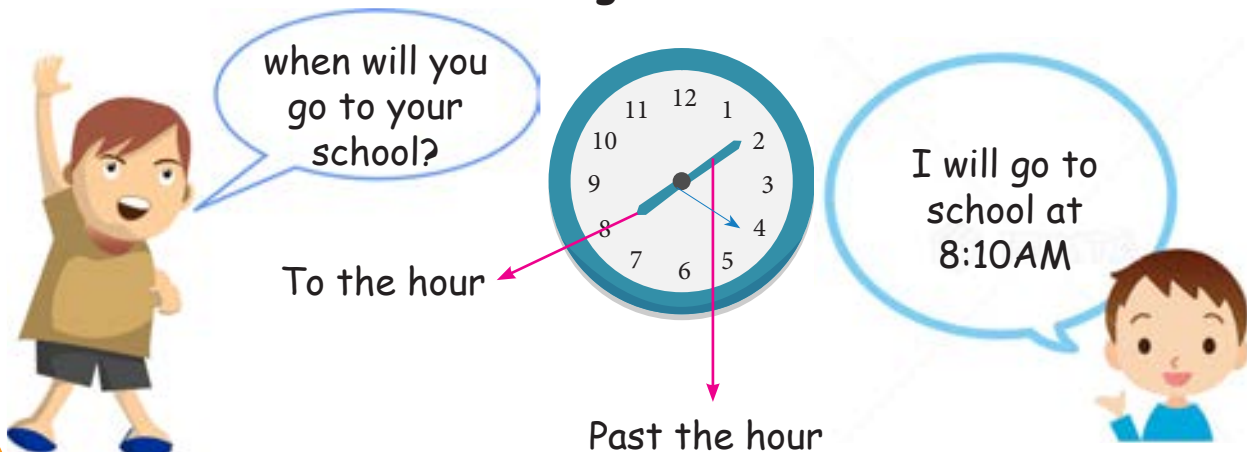 when will you
go to your
school?
12
11
1
10
2
9
3
8
4
7
5
6
I will go to
school at
8:10AM
To the hour
Past the hour